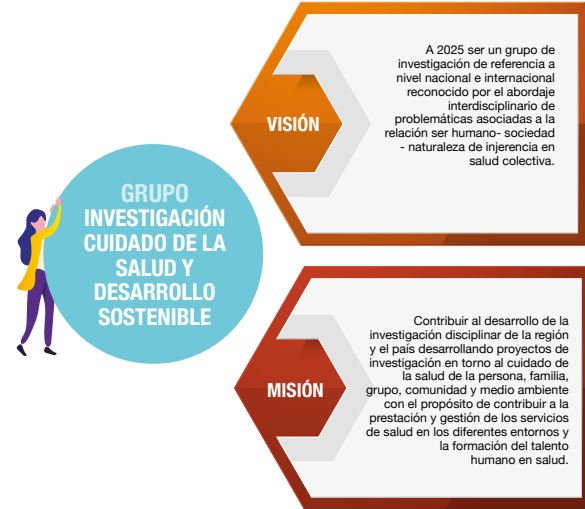 GRUPO
INVESTIGACIÓN
CUIDADO DE LA
SALUD Y
DESARROLLO
SOSTENIBLE
VISIÓN
A 2025 ser un grupo de
investigación de referencia a
nivel nacional e internacional
reconocido por el abordaje
interdisciplinario de
problemáticas asociadas a la
relación ser humano- sociedad
- naturaleza de injerencia en
salud colectiva.
MISIÓN
Contribuir al desarrollo de la
investigación disciplinar de la región
y el país desarrollando proyectos de
investigación en torno al cuidado de
la salud de la persona, familia,
grupo, comunidad y medio ambiente
con el propósito de contribuir a la
prestación y gestión de los servicios
de salud en los diferentes entornos y
la formación del talento
humano en salud.